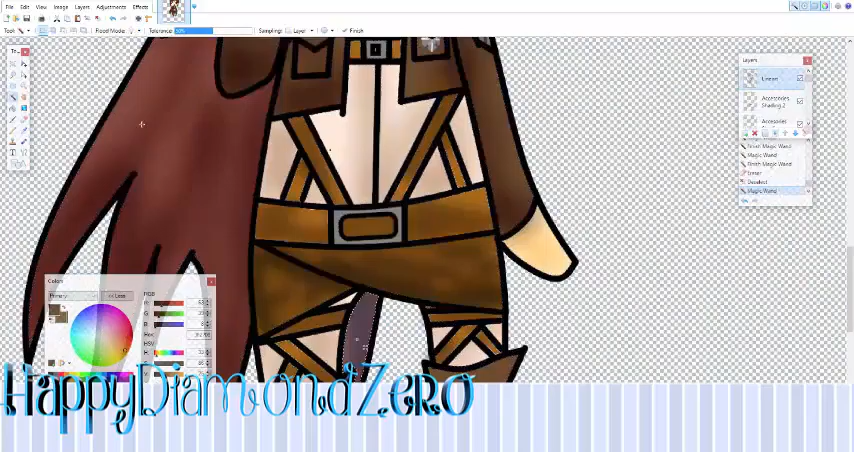 File Edit View Image Layers Adjustments Effects
Tool: Flood Mode: Tolerance: 50% Sampling: Layer Finish
To...
Layers
Lineart
Accessories
Shading 2
Accessories
Finish Magic Wand
Magic Wand
Finish Magic Wand
Eraser
Deselect
Magic Wand
Colors
Primary
<< Less
RGB
R:
G:
B:
Hex:
HSV
H:
S:
V:
HappyDiamondZero